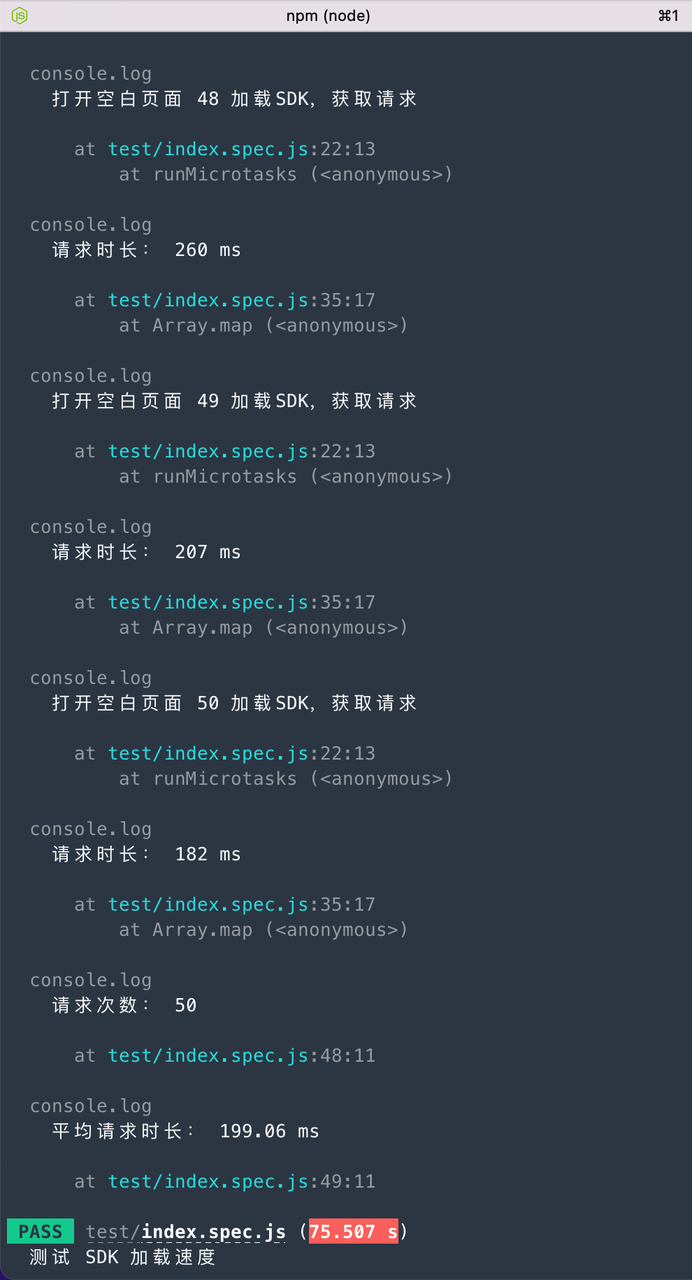 npm (node)
⌘1
console.log
打开空白页面 48 加载SDK, 获取请求
at test/index.spec.js:22:13
at runMicrotasks (<anonymous>)
console.log
请求时长： 260 ms
at test/index.spec.js:35:17
at Array.map (<anonymous>)
console.log
打开空白页面 49 加载SDK, 获取请求
at test/index.spec.js:22:13
at runMicrotasks (<anonymous>)
console.log
请求时长： 207 ms
at test/index.spec.js:35:17
at Array.map (<anonymous>)
console.log
打开空白页面 50 加载SDK, 获取请求
at test/index.spec.js:22:13
at runMicrotasks (<anonymous>)
console.log
请求时长： 182 ms
at test/index.spec.js:35:17
at Array.map (<anonymous>)
console.log
请求次数： 50
at test/index.spec.js:48:11
console.log
平均请求时长： 199.06 ms
at test/index.spec.js:49:11
PASS test/index.spec.js (75.507 s)
测试 SDK 加载速度